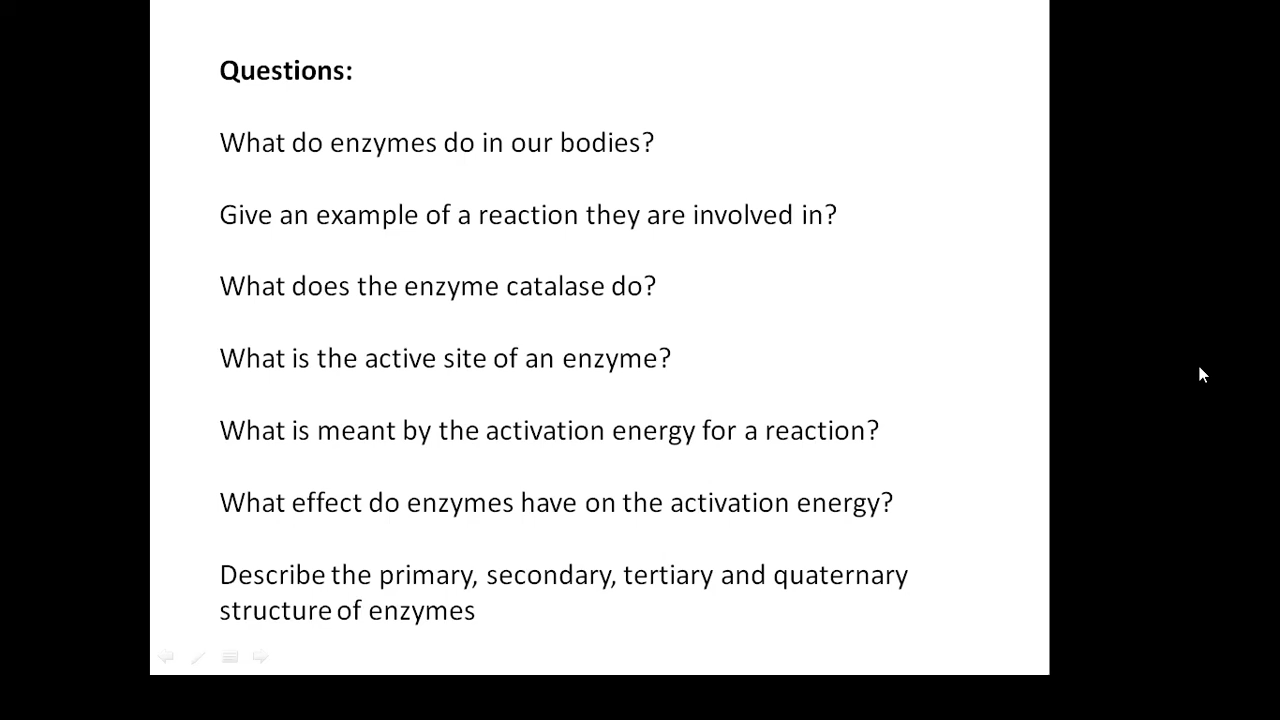 Questions:
What do enzymes do in our bodies?
Give an example of a reaction they are involved in?
What does the enzyme catalase do?
What is the active site of an enzyme?
What is meant by the activation energy for a reaction?
What effect do enzymes have on the activation energy?
Describe the primary, secondary, tertiary and quaternary
structure of enzymes